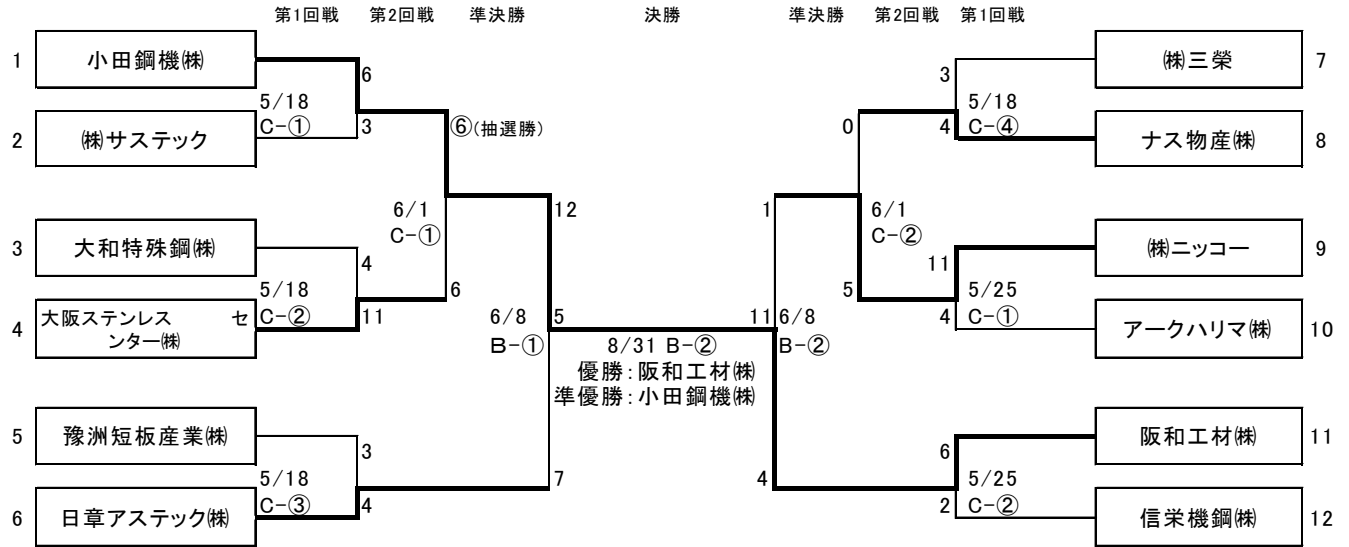 第1回戦 第2回戦 準決勝 決勝 準決勝 第2回戦 第1回戦
1 小田鋼機㈱ ㈱三榮 7
6 3
5/18 5/18
C-① C-④
2 ㈱サステック 3 ⑥(抽選勝) 0 4 ナス物産㈱ 8
6/1 12 1 6/1
C-① C-②
3 大和特殊鋼㈱ ㈱ニッコー 9
4 11
5/18 6 5 5/25
C-② C-①
4 大阪ステンレス セ
ンター㈱ 11 4 アークハリマ㈱ 10
6/8 5 11 6/8
B-① 8/31 B-② B-②
優勝:阪和工材㈱
準優勝:小田鋼機㈱
5 豫洲短板産業㈱ 阪和工材㈱ 11
3 6
5/18 7 4 5/25
C-③ 4 2 C-②
6 日章アステック㈱ 信栄機鋼㈱ 12